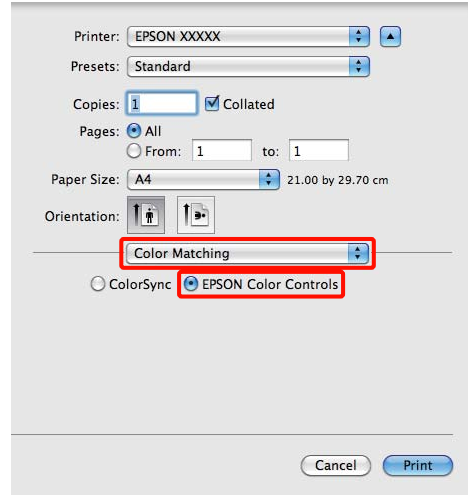 Printer: EPSON XXXXX
Presets: Standard
Copies: 1 Collated
Pages: All
From: 1 to: 1
Paper Size: A4 21.00 by 29.70 cm
Orientation:
Color Matching
ColorSync EPSON Color Controls
Cancel Print